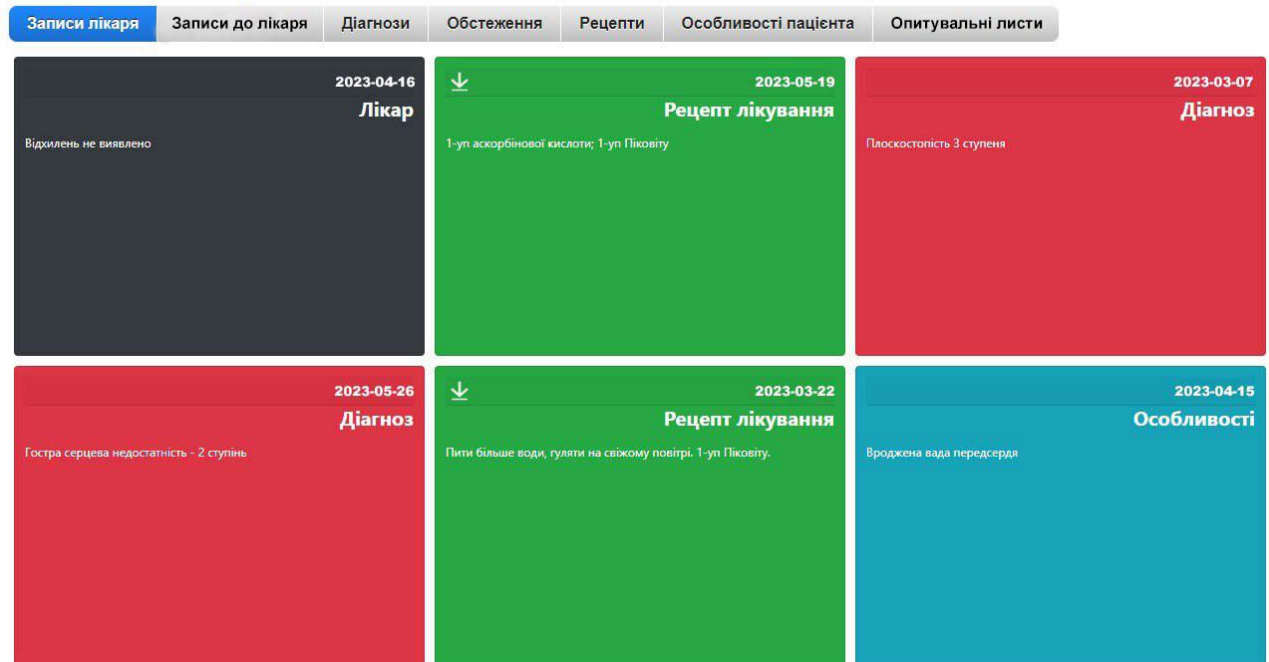 Записи лікаря Записи до лікаря Діагнози Обстеження Рецепти Особливості пацієнта Опитувальні листи
2023-04-16
Лікар
Відхилень не виявлено
2023-05-19
Рецепт лікування
1-уп аскорбінової кислоти; 1-уп Піковіту
2023-03-07
Діагноз
Плоскостопість 3 ступеня
2023-05-26
Діагноз
Гостра серцева недостатність - 2 ступінь
2023-03-22
Рецепт лікування
Пити більше води, гуляти на свіжому повітрі. 1-уп Піковіту.
2023-04-15
Особливості
Вроджена вада передсердя